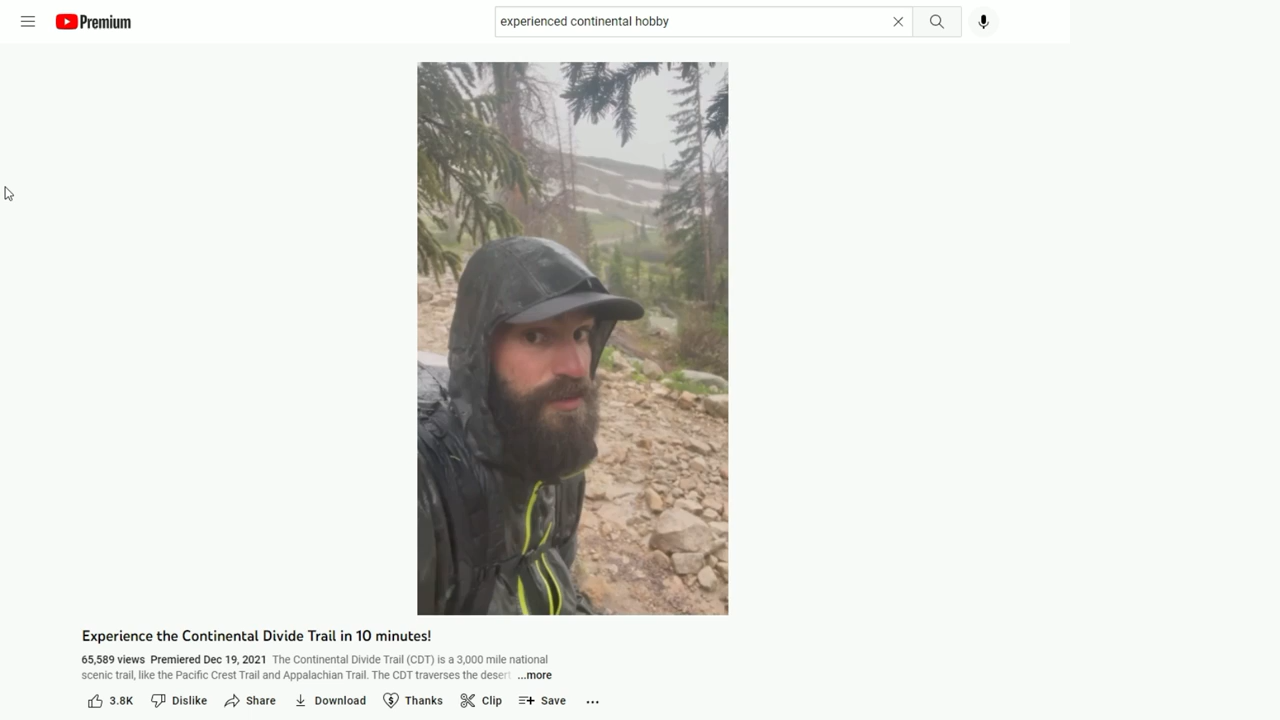 Premium
experienced continental hobby
Experience the Continental Divide Trail in 10 minutes!
65,589 views Premiered Dec 19, 2021 The Continental Divide Trail (CDT) is a 3,000 mile national
scenic trail, like the Pacific Crest Trail and Appalachian Trail. The CDT traverses the desert ...more
3.8K Dislike Share Download Thanks Clip Save